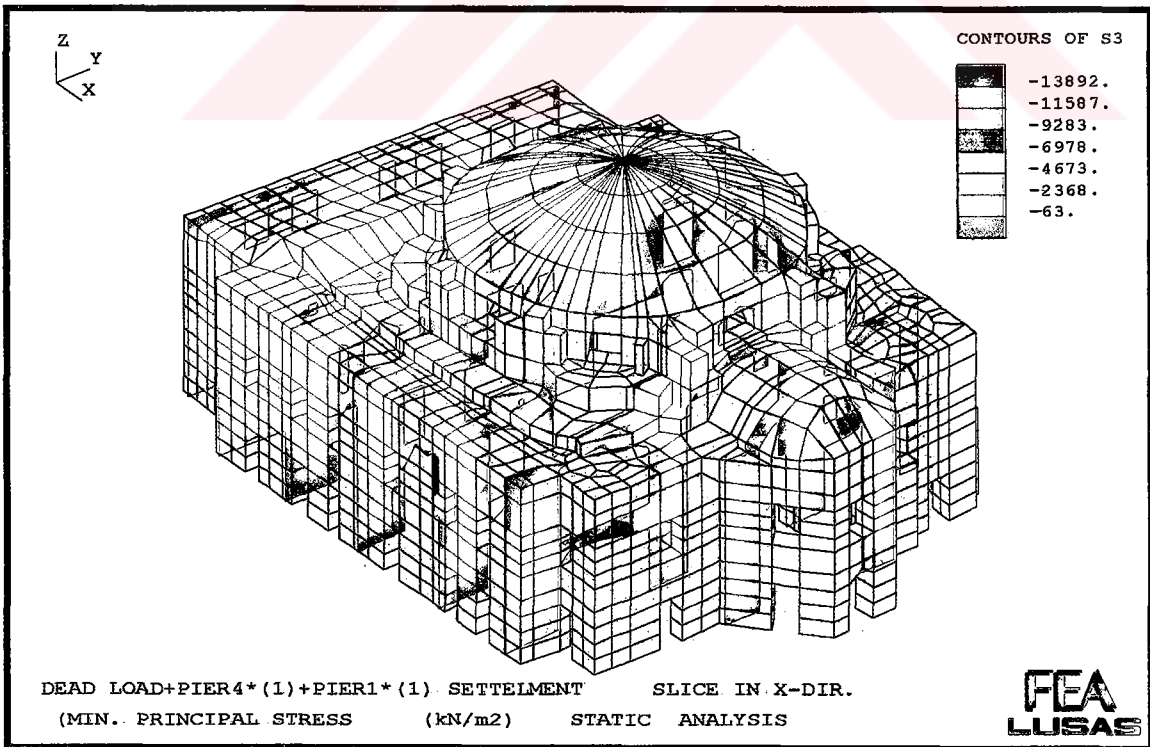 Z
Y
X
CONTOURS OF S3
-13892.
-11587.
-9283.
-6978.
-4673.
-2368.
-63.
DEAD LOAD+PIER4*(1)+PIER1*(1) SETTELMENT SLICE IN X-DIR.
(MIN. PRINCIPAL STRESS (kN/m2) STATIC ANALYSIS
FEA
LUSAS